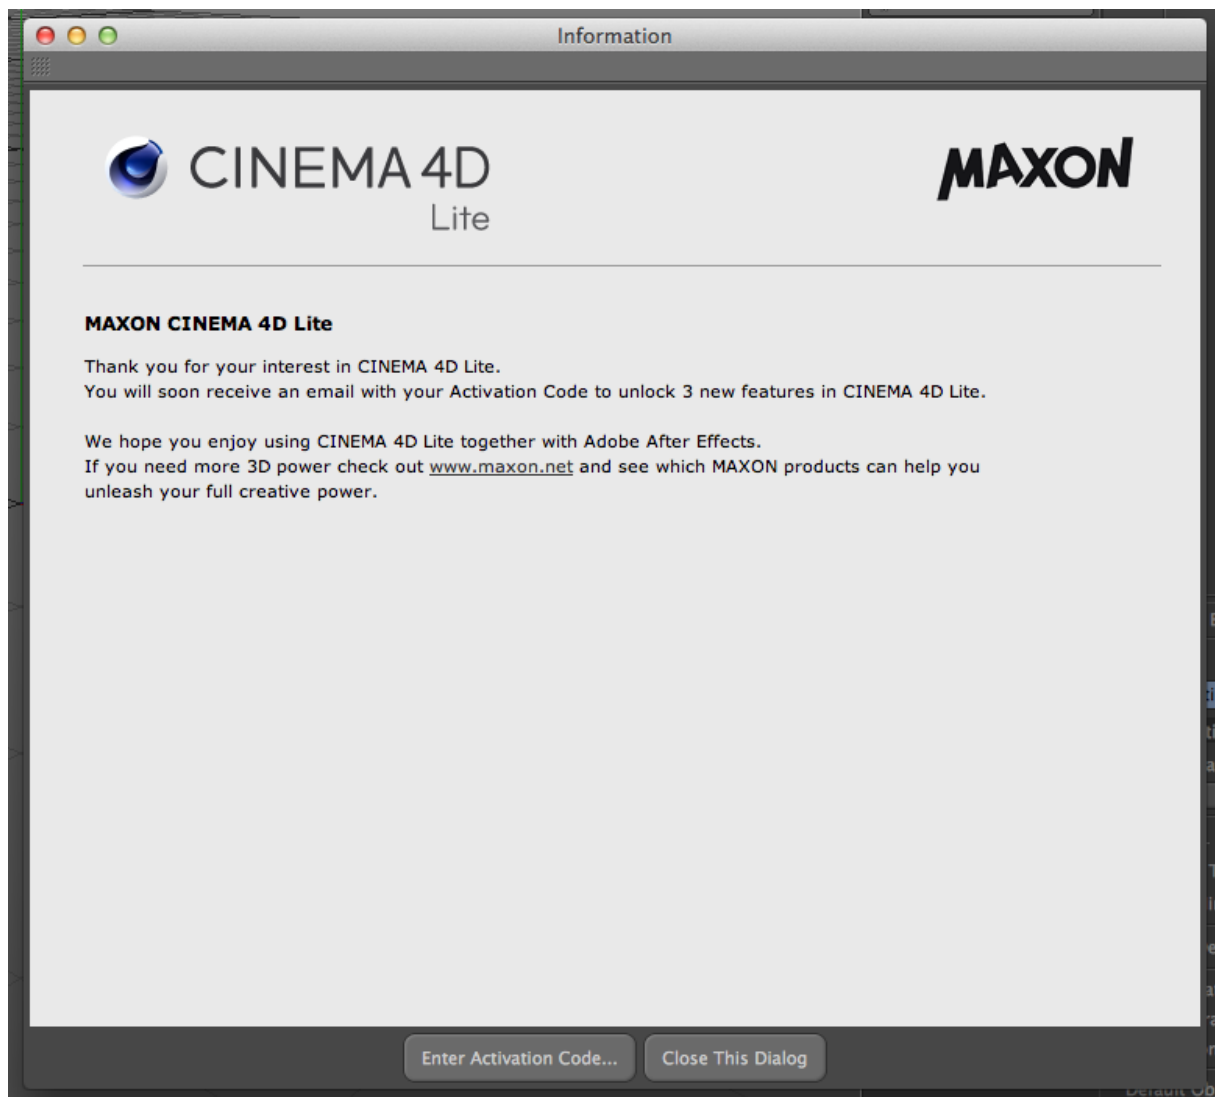 Information
CINEMA 4D
Lite
MAXON
MAXON CINEMA 4D Lite
Thank you for your interest in CINEMA 4D Lite.
You will soon receive an email with your Activation Code to unlock 3 new features in CINEMA 4D Lite.
We hope you enjoy using CINEMA 4D Lite together with Adobe After Effects.
If you need more 3D power check out www.maxon.net and see which MAXON products can help you
unleash your full creative power.
Enter Activation Code...
Close This Dialog